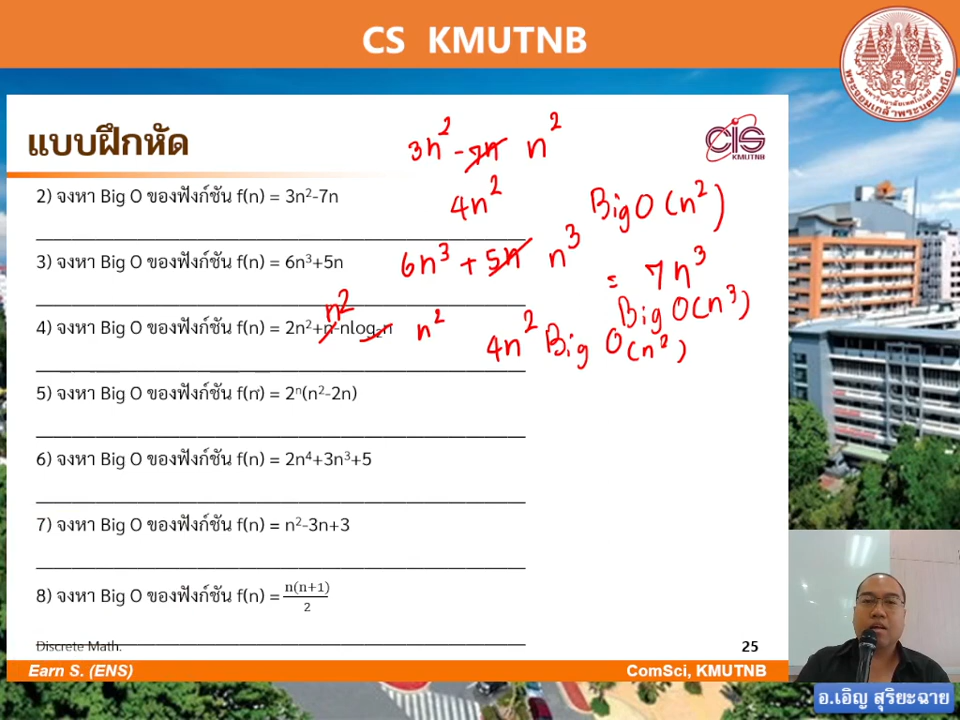 CS KMUTNB
แบบฝึกหัด
3n² - 7n n²
CIS
KMUTNB
2) จงหา Big O ของฟังก์ชัน f(n) = 3n²-7n
4n² Big O (n²)
3) จงหา Big O ของฟังก์ชัน f(n) = 6n³+5n
6n³ + 5n n³ = 7n³
Big O(n³)
n²
4) จงหา Big O ของฟังก์ชัน f(n) = 2n²+n-nlog₂n
n² 4n² Big O(n²)
5) จงหา Big O ของฟังก์ชัน f(n) = 2ⁿ(n²-2n)
6) จงหา Big O ของฟังก์ชัน f(n) = 2n⁴+3n³+5
7) จงหา Big O ของฟังก์ชัน f(n) = n²-3n+3
8) จงหา Big O ของฟังก์ชัน f(n) = n(n+1)/2
Discrete Math.
25
Earn S. (ENS)
ComSci, KMUTNB
อ.เอิญ สุริยะฉาย